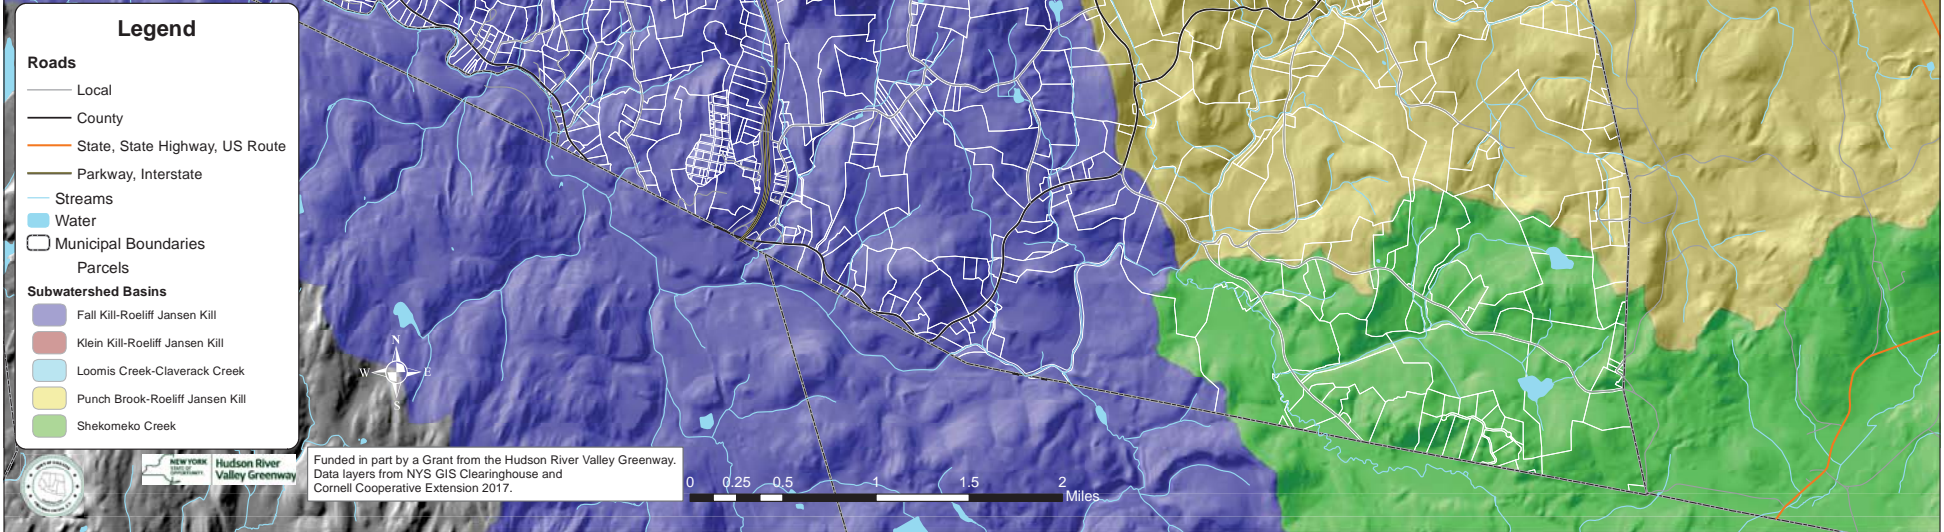 Legend
Roads
Local
County
State, State Highway, US Route
Parkway, Interstate
Streams
Water
Municipal Boundaries
Parcels
Subwatershed Basins
Fall Kill-Roeliff Jansen Kill
Klein Kill-Roeliff Jansen Kill
Loomis Creek-Claverack Creek
Punch Brook-Roeliff Jansen Kill
Shekomeko Creek
N
W E
S
NEW YORK
STATE OF
OPPORTUNITY.
Hudson River
Valley Greenway
Funded in part by a Grant from the Hudson River Valley Greenway.
Data layers from NYS GIS Clearinghouse and
Cornell Cooperative Extension 2017.
0 0.25 0.5 1 1.5 2
Miles